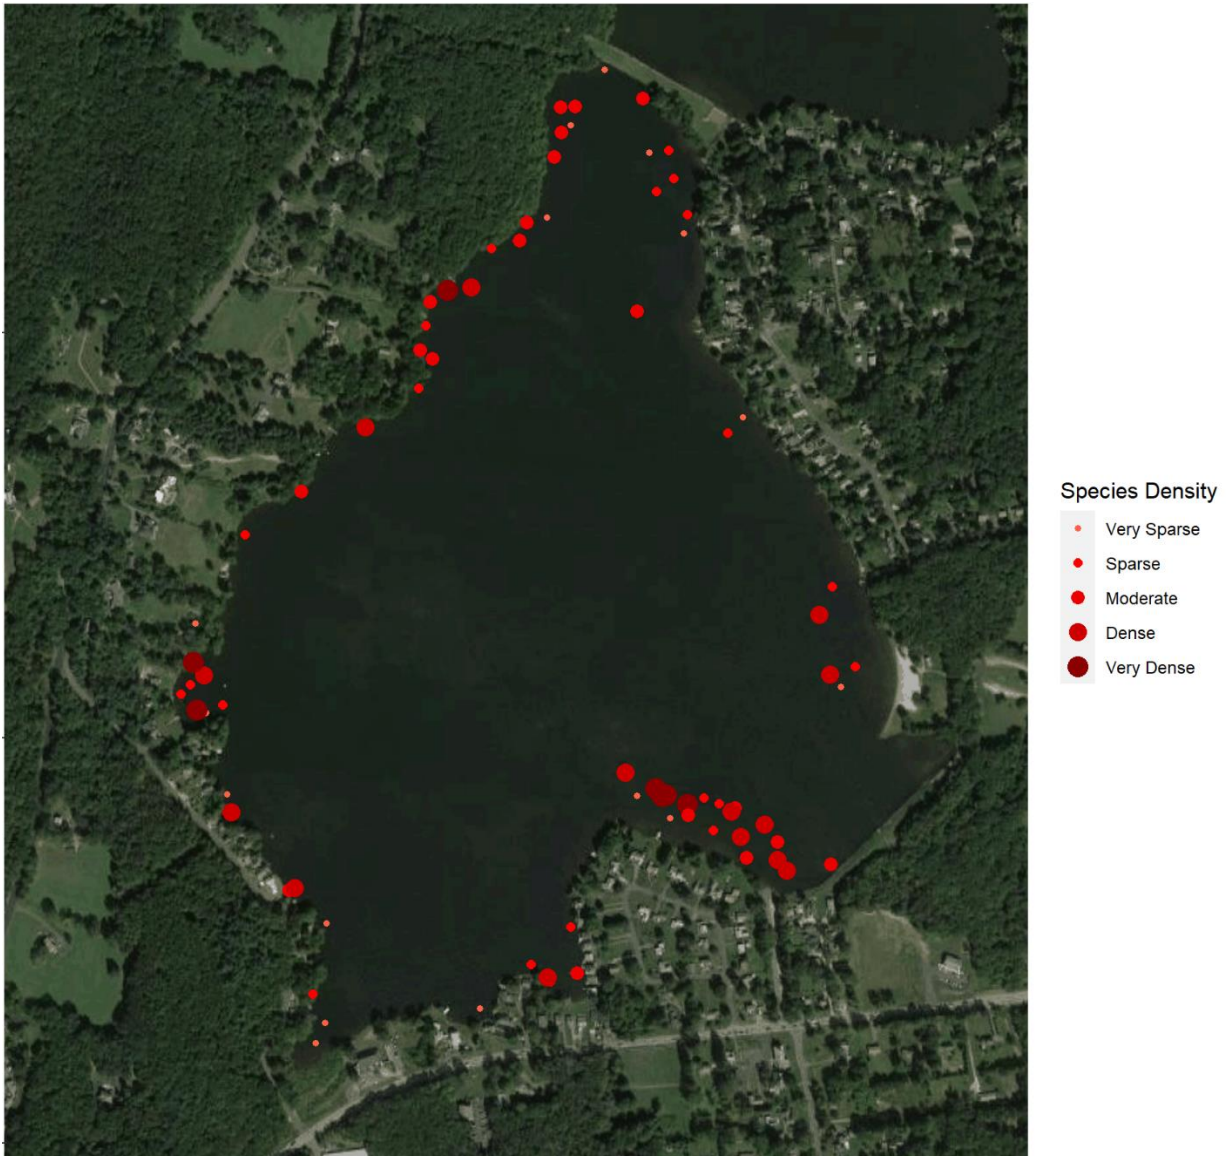 Species Density
Very Sparse
Sparse
Moderate
Dense
Very Dense